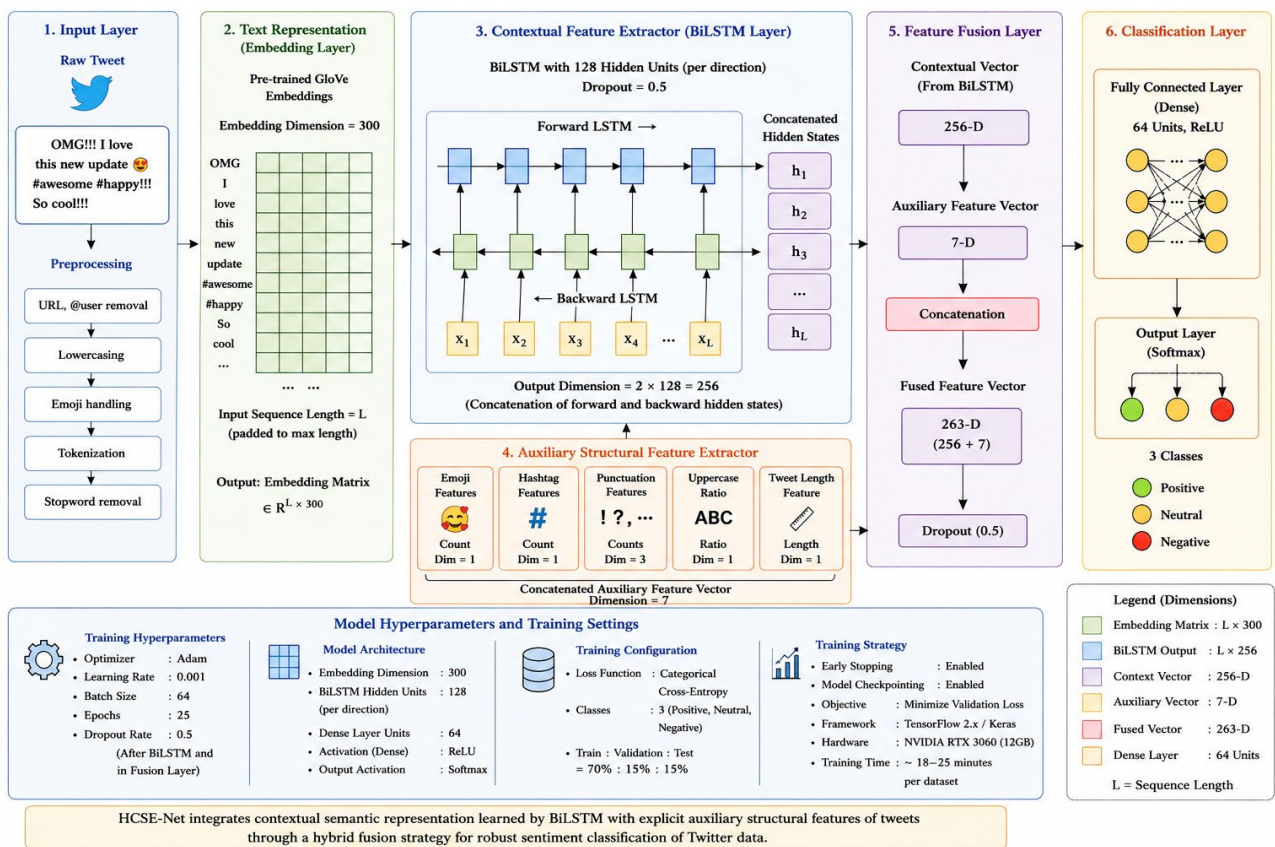 1. Input Layer
Raw Tweet
OMG!!! I love
this new update 😍
#awesome #happy!!!
So cool!!!
Preprocessing
URL, @user removal
Lowercasing
Emoji handling
Tokenization
Stopword removal
2. Text Representation
(Embedding Layer)
Pre-trained GloVe
Embeddings
Embedding Dimension = 300
OMG
I
love
this
new
update
#awesome
#happy
So
cool
...
... ...
Input Sequence Length = L
(padded to max length)
Output: Embedding Matrix
∈ R^{L × 300}
3. Contextual Feature Extractor (BiLSTM Layer)
BiLSTM with 128 Hidden Units (per direction)
Dropout = 0.5
Forward LSTM →
← Backward LSTM
x₁ x₂ x₃ x₄ ... x_L
Concatenated
Hidden States
h₁
h₂
h₃
...
h_L
Output Dimension = 2 × 128 = 256
(Concatenation of forward and backward hidden states)
4. Auxiliary Structural Feature Extractor
Emoji
Features
Count
Dim = 1
Hashtag
Features
#
Count
Dim = 1
Punctuation
Features
! ?, ...
Counts
Dim = 3
Uppercase
Ratio
ABC
Ratio
Dim = 1
Tweet Length
Feature
Length
Dim = 1
Concatenated Auxiliary Feature Vector
Dimension = 7
5. Feature Fusion Layer
Contextual Vector
(From BiLSTM)
256-D
Auxiliary Feature Vector
7-D
Concatenation
Fused Feature Vector
263-D
(256 + 7)
Dropout (0.5)
6. Classification Layer
Fully Connected Layer
(Dense)
64 Units, ReLU
...
...
...
Output Layer
(Softmax)
3 Classes
Positive
Neutral
Negative
Model Hyperparameters and Training Settings
Training Hyperparameters
• Optimizer : Adam
• Learning Rate : 0.001
• Batch Size : 64
• Epochs : 25
• Dropout Rate : 0.5
(After BiLSTM and
in Fusion Layer)
Model Architecture
• Embedding Dimension : 300
• BiLSTM Hidden Units : 128
(per direction)
• Dense Layer Units : 64
• Activation (Dense) : ReLU
• Output Activation : Softmax
Training Configuration
• Loss Function : Categorical
Cross-Entropy
• Classes : 3 (Positive, Neutral,
Negative)
• Train : Validation : Test
= 70% : 15% : 15%
Training Strategy
• Early Stopping : Enabled
• Model Checkpointing : Enabled
• Objective : Minimize Validation Loss
• Framework : TensorFlow 2.x / Keras
• Hardware : NVIDIA RTX 3060 (12GB)
• Training Time : ~ 18–25 minutes
per dataset
Legend (Dimensions)
Embedding Matrix : L × 300
BiLSTM Output : L × 256
Context Vector : 256-D
Auxiliary Vector : 7-D
Fused Vector : 263-D
Dense Layer : 64 Units
L = Sequence Length
HCSE-Net integrates contextual semantic representation learned by BiLSTM with explicit auxiliary structural features of tweets
through a hybrid fusion strategy for robust sentiment classification of Twitter data.